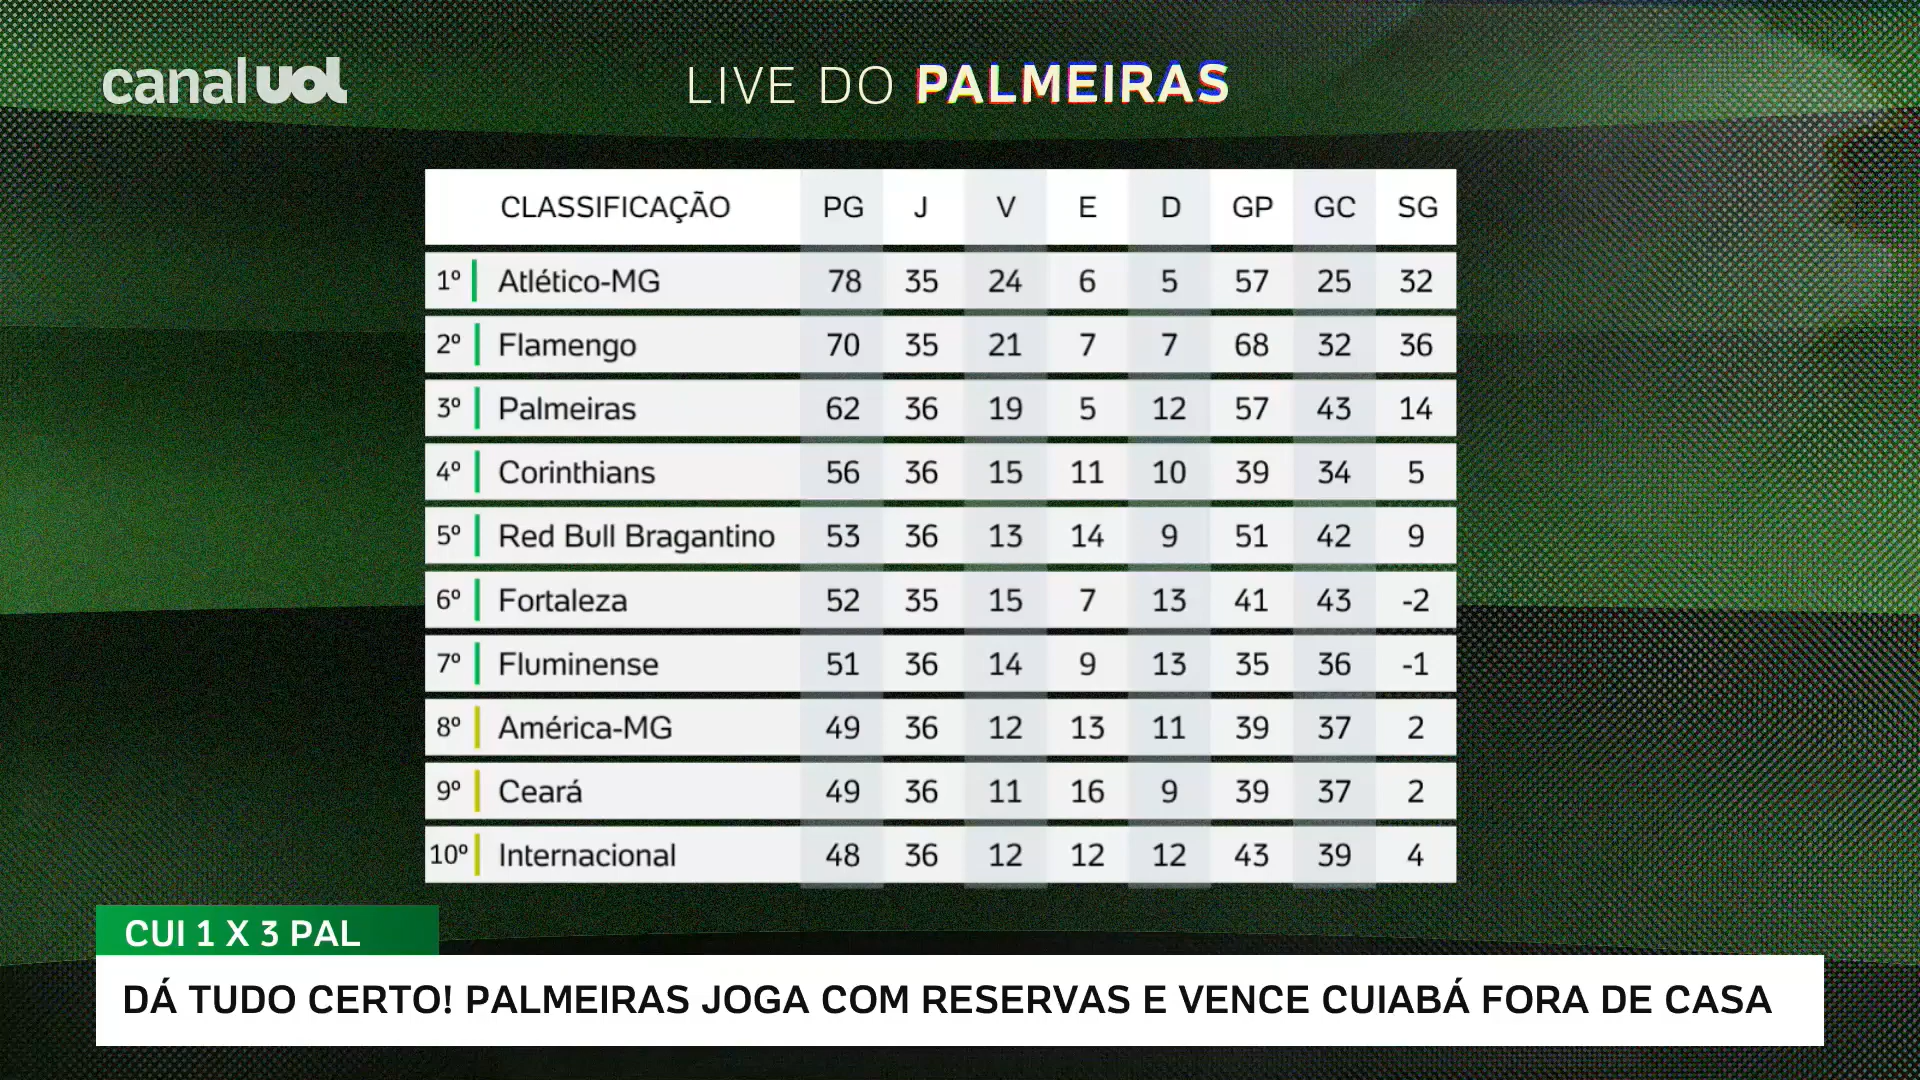 canal uol
LIVE DO PALMEIRAS
CLASSIFICAÇÃO PG J V E D GP GC SG
1º Atlético-MG 78 35 24 6 5 57 25 32
2º Flamengo 70 35 21 7 7 68 32 36
3º Palmeiras 62 36 19 5 12 57 43 14
4º Corinthians 56 36 15 11 10 39 34 5
5º Red Bull Bragantino 53 36 13 14 9 51 42 9
6º Fortaleza 52 35 15 7 13 41 43 -2
7º Fluminense 51 36 14 9 13 35 36 -1
8º América-MG 49 36 12 13 11 39 37 2
9º Ceará 49 36 11 16 9 39 37 2
10º Internacional 48 36 12 12 12 43 39 4
CUI 1 X 3 PAL
DÁ TUDO CERTO! PALMEIRAS JOGA COM RESERVAS E VENCE CUIABÁ FORA DE CASA